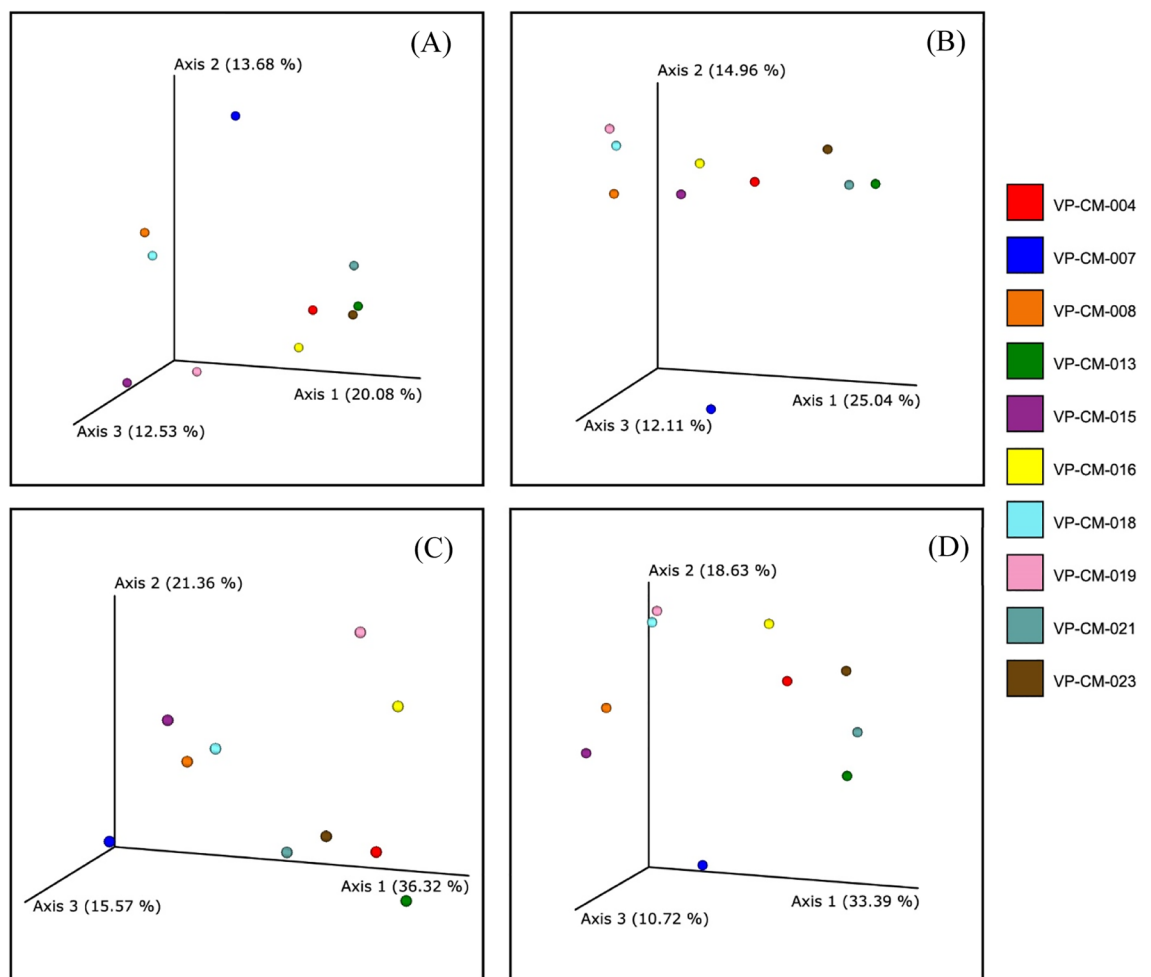 (A)
Axis 2 (13.68 %)
Axis 1 (20.08 %)
Axis 3 (12.53 %)
(B)
Axis 2 (14.96 %)
Axis 1 (25.04 %)
Axis 3 (12.11 %)
(C)
Axis 2 (21.36 %)
Axis 1 (36.32 %)
Axis 3 (15.57 %)
(D)
Axis 2 (18.63 %)
Axis 1 (33.39 %)
Axis 3 (10.72 %)
VP-CM-004
VP-CM-007
VP-CM-008
VP-CM-013
VP-CM-015
VP-CM-016
VP-CM-018
VP-CM-019
VP-CM-021
VP-CM-023